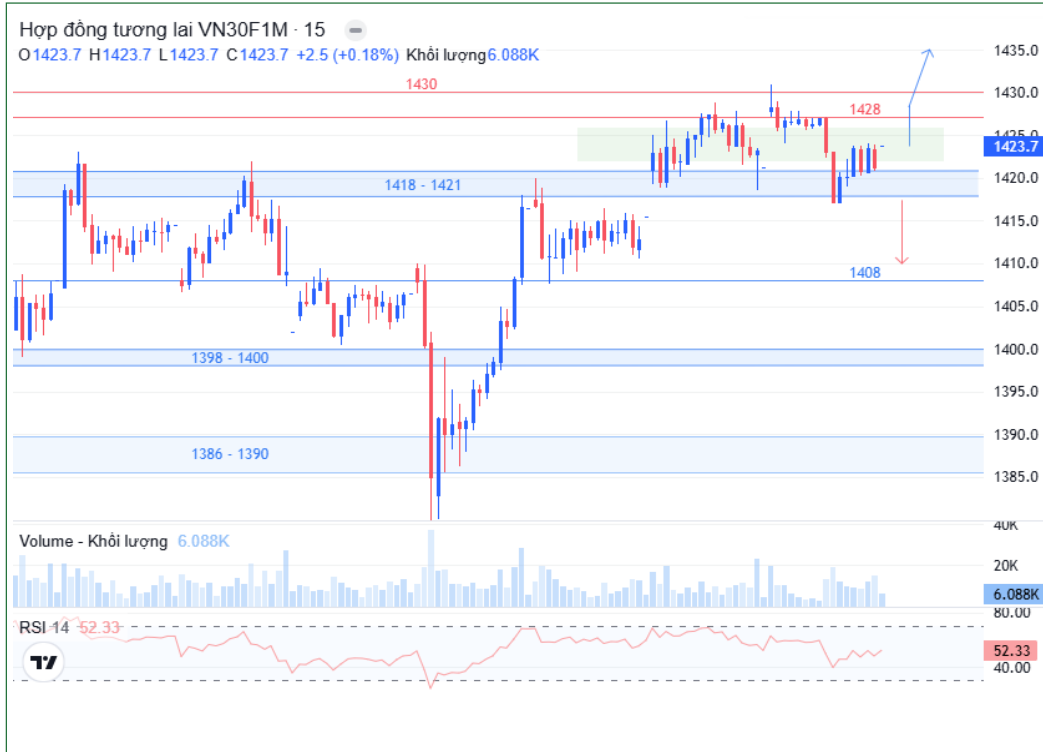 Hợp đồng tương lai VN30F1M · 15
O1423.7 H1423.7 L1423.7 C1423.7 +2.5 (+0.18%) Khối lượng6.088K
1435.0
1430
1430.0
1428
1425.0
1423.7
1418 - 1421
1420.0
1415.0
1410.0
1408
1405.0
1398 - 1400
1400.0
1395.0
1390.0
1386 - 1390
1385.0
40K
Volume - Khối lượng 6.088K
20K
6.088K
80.00
RSI 14 52.33
52.33
40.00